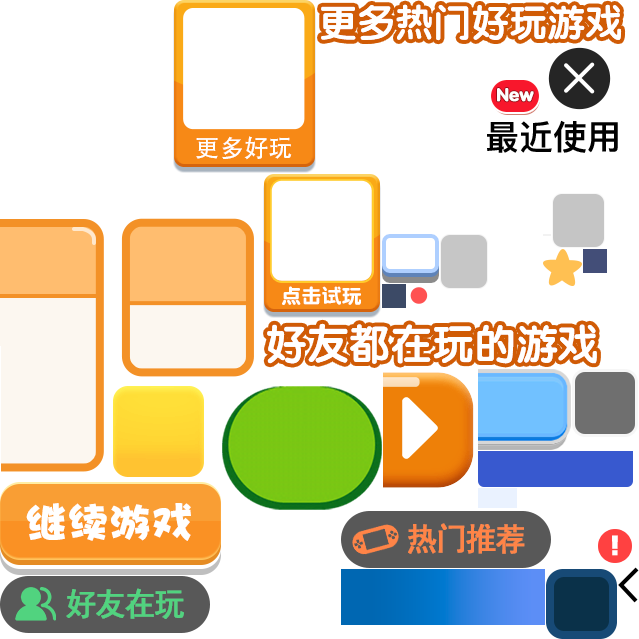 更多热门好玩游戏
更多好玩
New
最近使用
点击试玩
好友都在玩的游戏
继续游戏
热门推荐
好友在玩